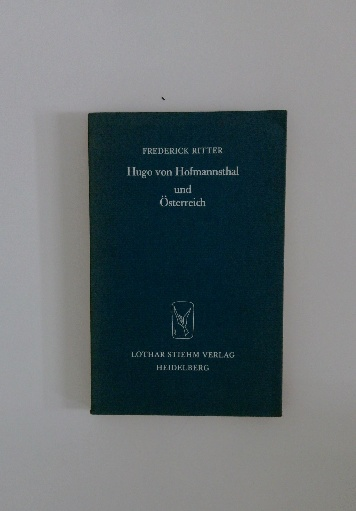 FREDERICK RITTER
Hugo von Hofmannsthal
und
Österreich
LOTHAR STIEHM VERLAG
HEIDELBERG